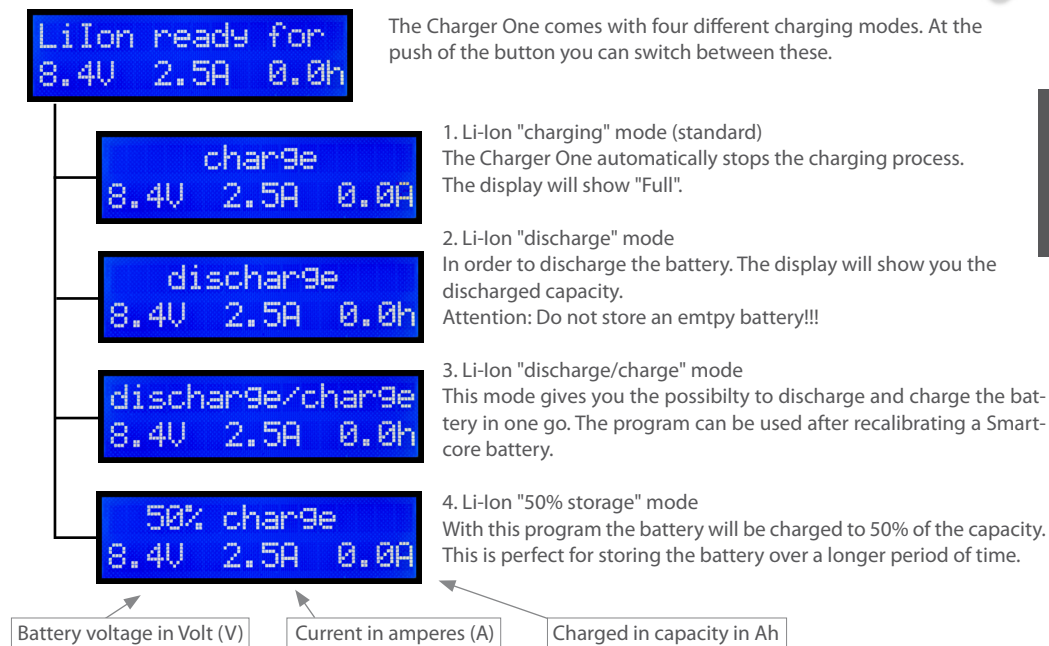 LiIon ready for
8.4V 2.5A 0.0h
The Charger One comes with four different charging modes. At the
push of the button you can switch between these.
charge
8.4V 2.5A 0.0A
1. Li-Ion "charging" mode (standard)
The Charger One automatically stops the charging process.
The display will show "Full".
discharge
8.4V 2.5A 0.0h
2. Li-Ion "discharge" mode
In order to discharge the battery. The display will show you the
discharged capacity.
Attention: Do not store an emtpy battery!!!
discharge/charge
8.4V 2.5A 0.0h
3. Li-Ion "discharge/charge" mode
This mode gives you the possibilty to discharge and charge the bat-
tery in one go. The program can be used after recalibrating a Smart-
core battery.
50% charge
8.4V 2.5A 0.0A
4. Li-Ion "50% storage" mode
With this program the battery will be charged to 50% of the capacity.
This is perfect for storing the battery over a longer period of time.
Battery voltage in Volt (V)
Current in amperes (A)
Charged in capacity in Ah